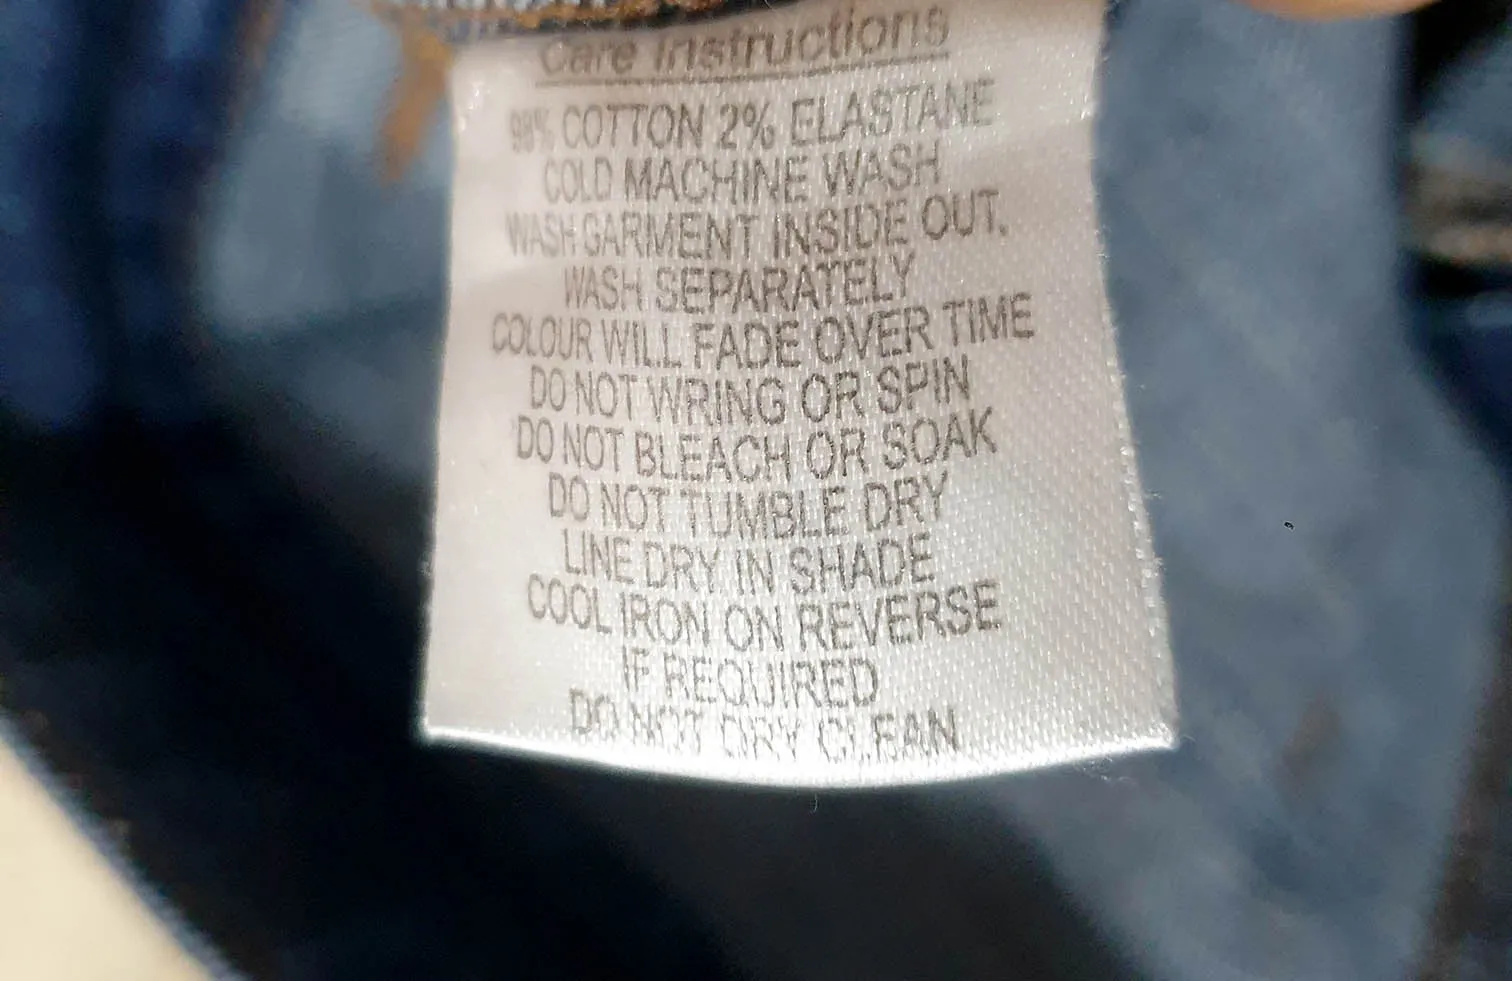 Care Instructions
98% COTTON 2% ELASTANE
COLD MACHINE WASH
WASH GARMENT INSIDE OUT.
WASH SEPARATELY
COLOUR WILL FADE OVER TIME
DO NOT WRING OR SPIN
DO NOT BLEACH OR SOAK
DO NOT TUMBLE DRY
LINE DRY IN SHADE
COOL IRON ON REVERSE
IF REQUIRED
DO NOT DRY CLEAN